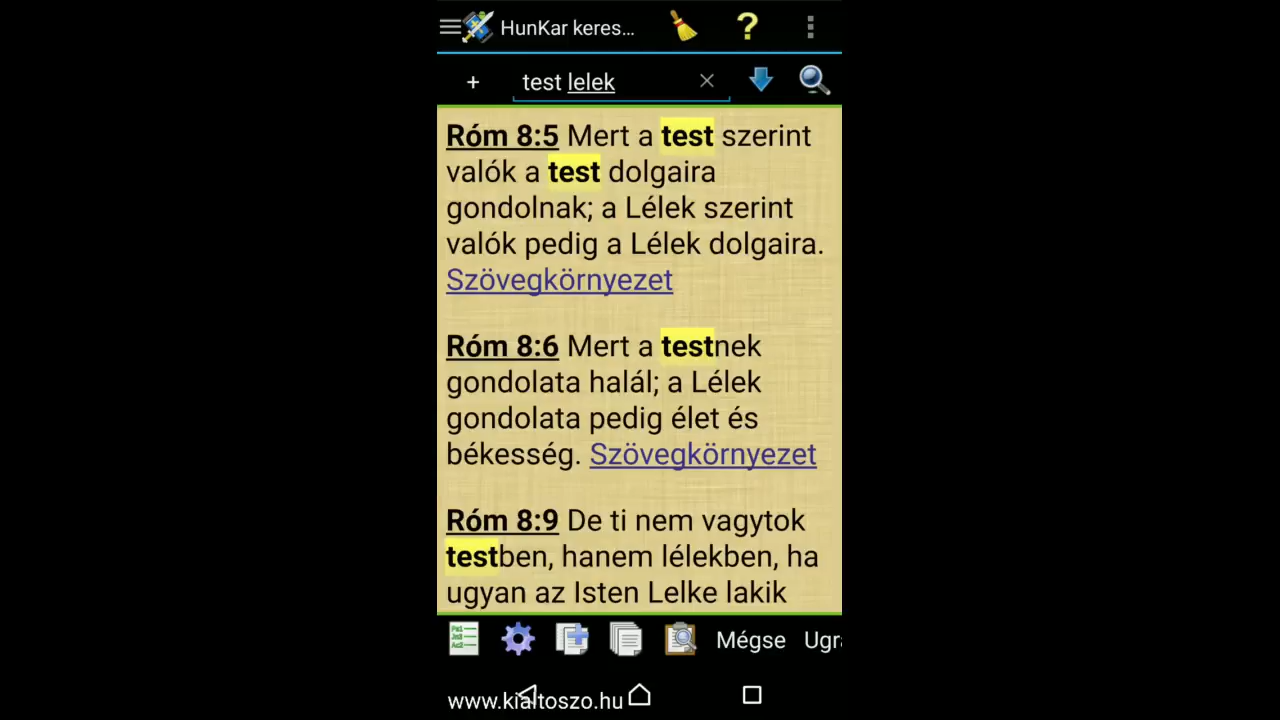 HunKar keres...
?
+ test lelek
Róm 8:5 Mert a test szerint
valók a test dolgaira
gondolnak; a Lélek szerint
valók pedig a Lélek dolgaira.
Szövegkörnyezet
Róm 8:6 Mert a testnek
gondolata halál; a Lélek
gondolata pedig élet és
békesség. Szövegkörnyezet
Róm 8:9 De ti nem vagytok
testben, hanem lélekben, ha
ugyan az Isten Lelke lakik
Mégse Ugra
www.kialtoszo.hu